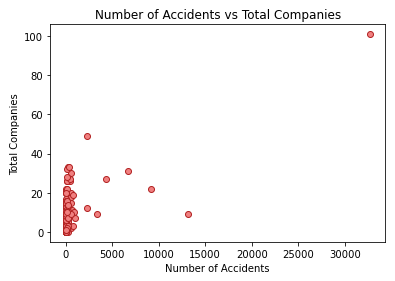 Number of Accidents vs Total Companies
100
80
60
40
20
0
Total Companies
0 5000 10000 15000 20000 25000 30000
Number of Accidents